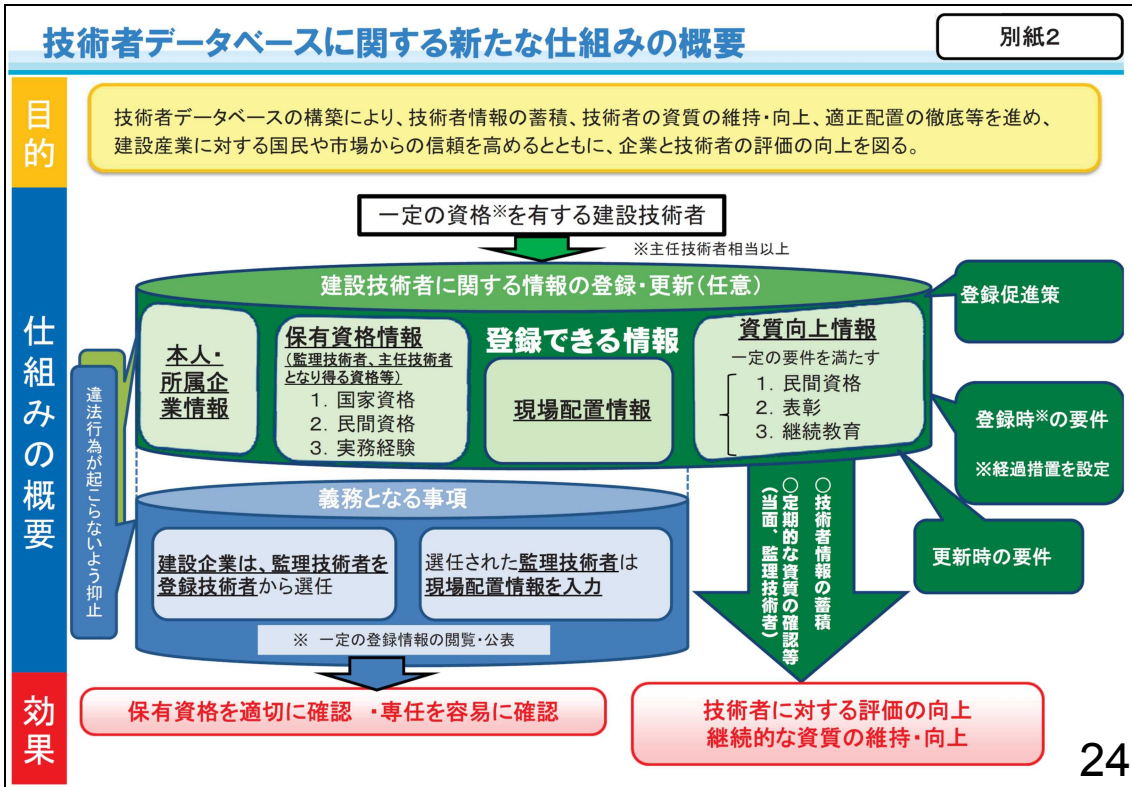 技術者データベースに関する新たな仕組みの概要
別紙2
目的
技術者データベースの構築により、技術者情報の蓄積、技術者の資質の維持・向上、適正配置の徹底等を進め、
建設産業に対する国民や市場からの信頼を高めるとともに、企業と技術者の評価の向上を図る。
仕組みの概要
一定の資格※を有する建設技術者
※主任技術者相当以上
建設技術者に関する情報の登録・更新(任意)
登録できる情報
本人・
所属企
業情報
保有資格情報
(監理技術者、主任技術者
となり得る資格等)
1. 国家資格
2. 民間資格
3. 実務経験
現場配置情報
資質向上情報
一定の要件を満たす
1. 民間資格
2. 表彰
3. 継続教育
登録促進策
登録時※の要件
※経過措置を設定
更新時の要件
違法行為が起こらないよう抑止
義務となる事項
建設企業は、監理技術者を
登録技術者から選任
選任された監理技術者は
現場配置情報を入力
※ 一定の登録情報の閲覧・公表
○技術者情報の蓄積
○定期的な資質の確認等
(当面、監理技術者)
効果
保有資格を適切に確認 ・専任を容易に確認
技術者に対する評価の向上
継続的な資質の維持・向上
24